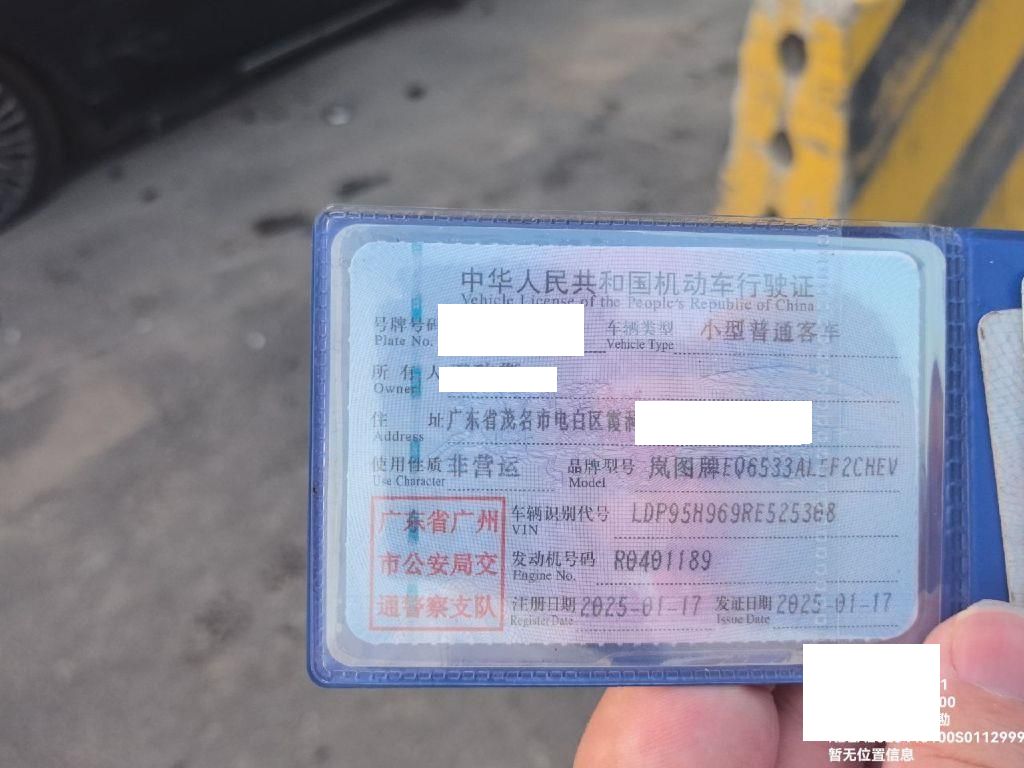 中华人民共和国机动车行驶证
Vehicle License of the People's Republic of China
号牌号码 车辆类型 小型普通客车
Plate No. Vehicle Type
所有人
Owner
住址 广东省茂名市电白区霞洞
Address
使用性质 非营运 品牌型号 岚图牌EQ6533ALEF2CHEV
Use Character Model
广东省广州 车辆识别代号 LDP95H969RE525308
VIN
市公安局交 发动机号码 R0401189
Engine No.
通警察支队 注册日期 2025-01-17 发证日期 2025-01-17
Register Date Issue Date
暂无位置信息